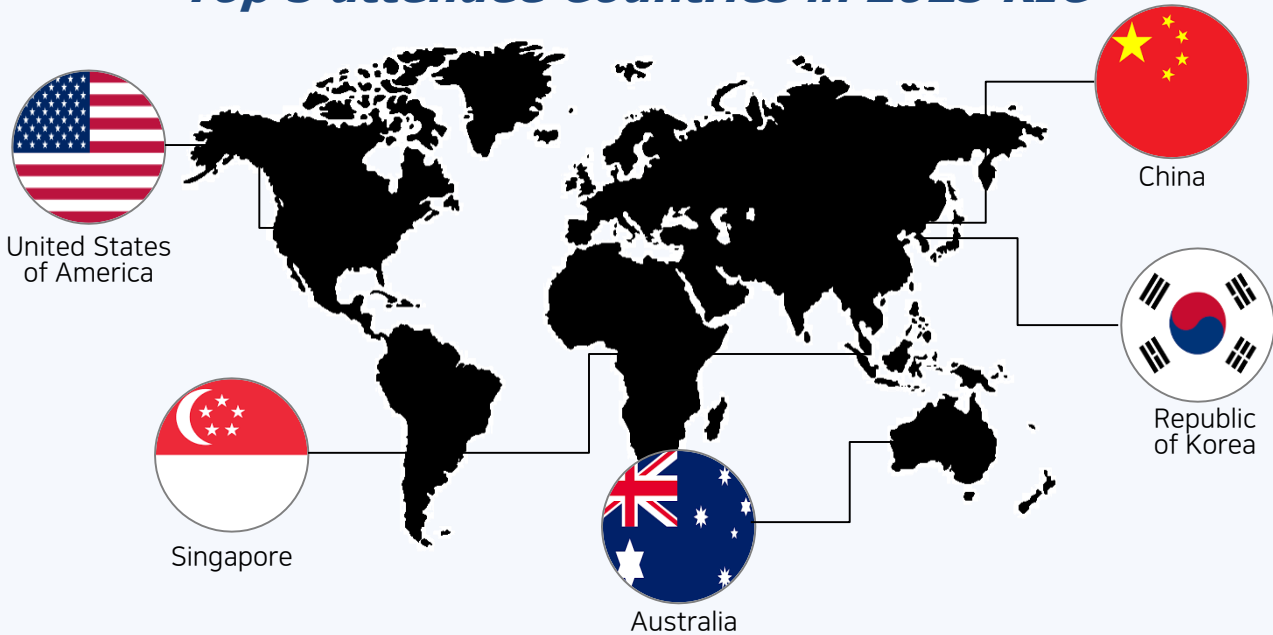 United States
of America
China
Republic
of Korea
Singapore
Australia